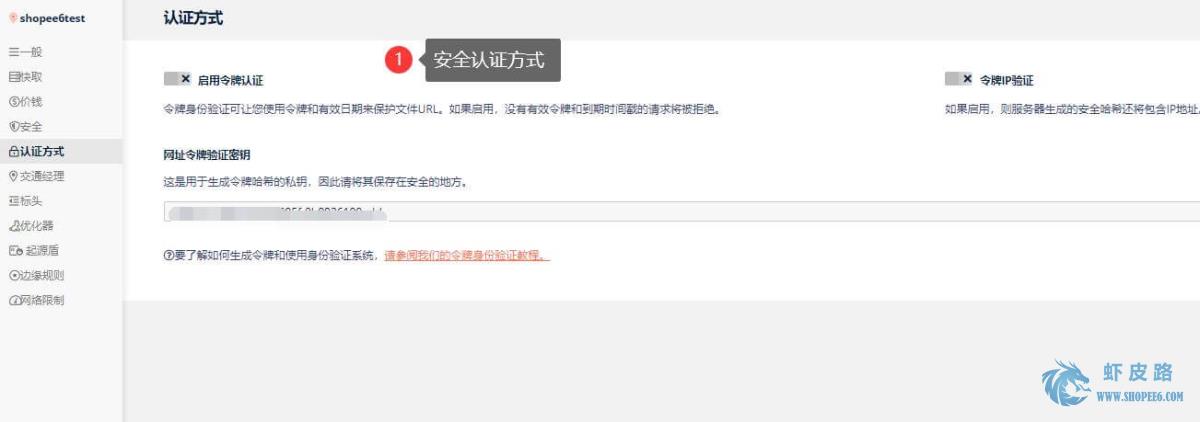 shopee6test
一般
快取
价钱
安全
认证方式
交通经理
标头
优化器
起源盾
边缘规则
网络限制
认证方式
1 安全认证方式
启用令牌认证
令牌身份验证可让您使用令牌和有效日期来保护文件URL。如果启用，没有有效令牌和到期时间戳的请求将被拒绝。
令牌IP验证
如果启用，则服务器生成的安全哈希还将包含IP地址。
网址令牌验证密钥
这是用于生成令牌哈希的私钥，因此请将其保存在安全的地方。
要了解如何生成令牌和使用身份验证系统，请参阅我们的令牌身份验证教程。
虾皮路
WWW.SHOPEE6.COM